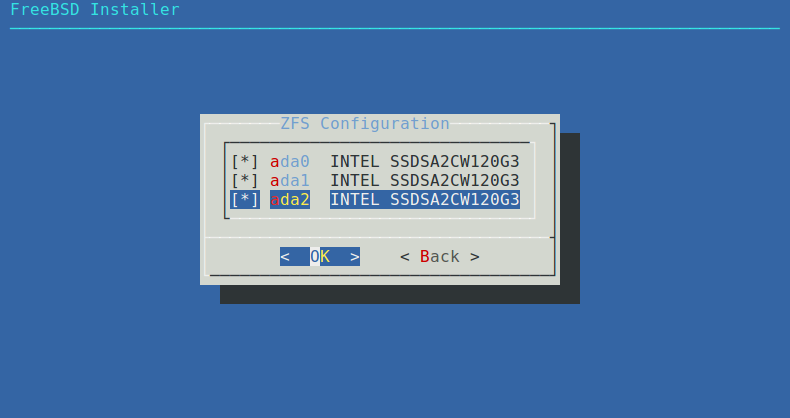 FreeBSD Installer
ZFS Configuration
[*] ada0 INTEL SSDSA2CW120G3
[*] ada1 INTEL SSDSA2CW120G3
[*] ada2 INTEL SSDSA2CW120G3
< OK > < Back >